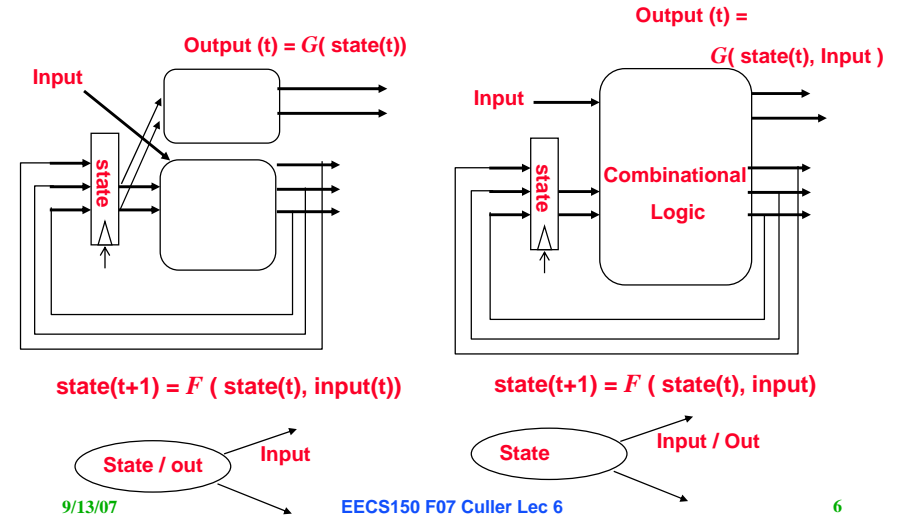 Output (t) = G( state(t))
Input
state
state(t+1) = F ( state(t), input(t))
State / out
Input
Output (t) =
G( state(t), Input )
Input
state
Combinational
Logic
state(t+1) = F ( state(t), input)
State
Input / Out
9/13/07
EECS150 F07 Culler Lec 6
6